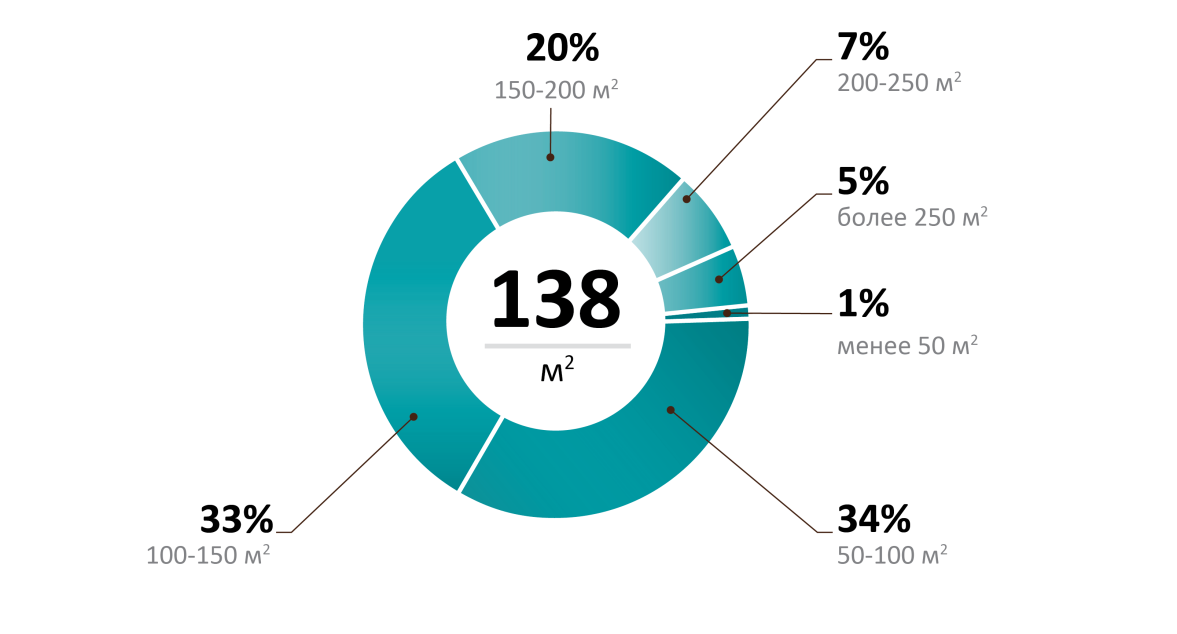 20%
150-200 м²
7%
200-250 м²
5%
более 250 м²
1%
менее 50 м²
138
м²
33%
100-150 м²
34%
50-100 м²